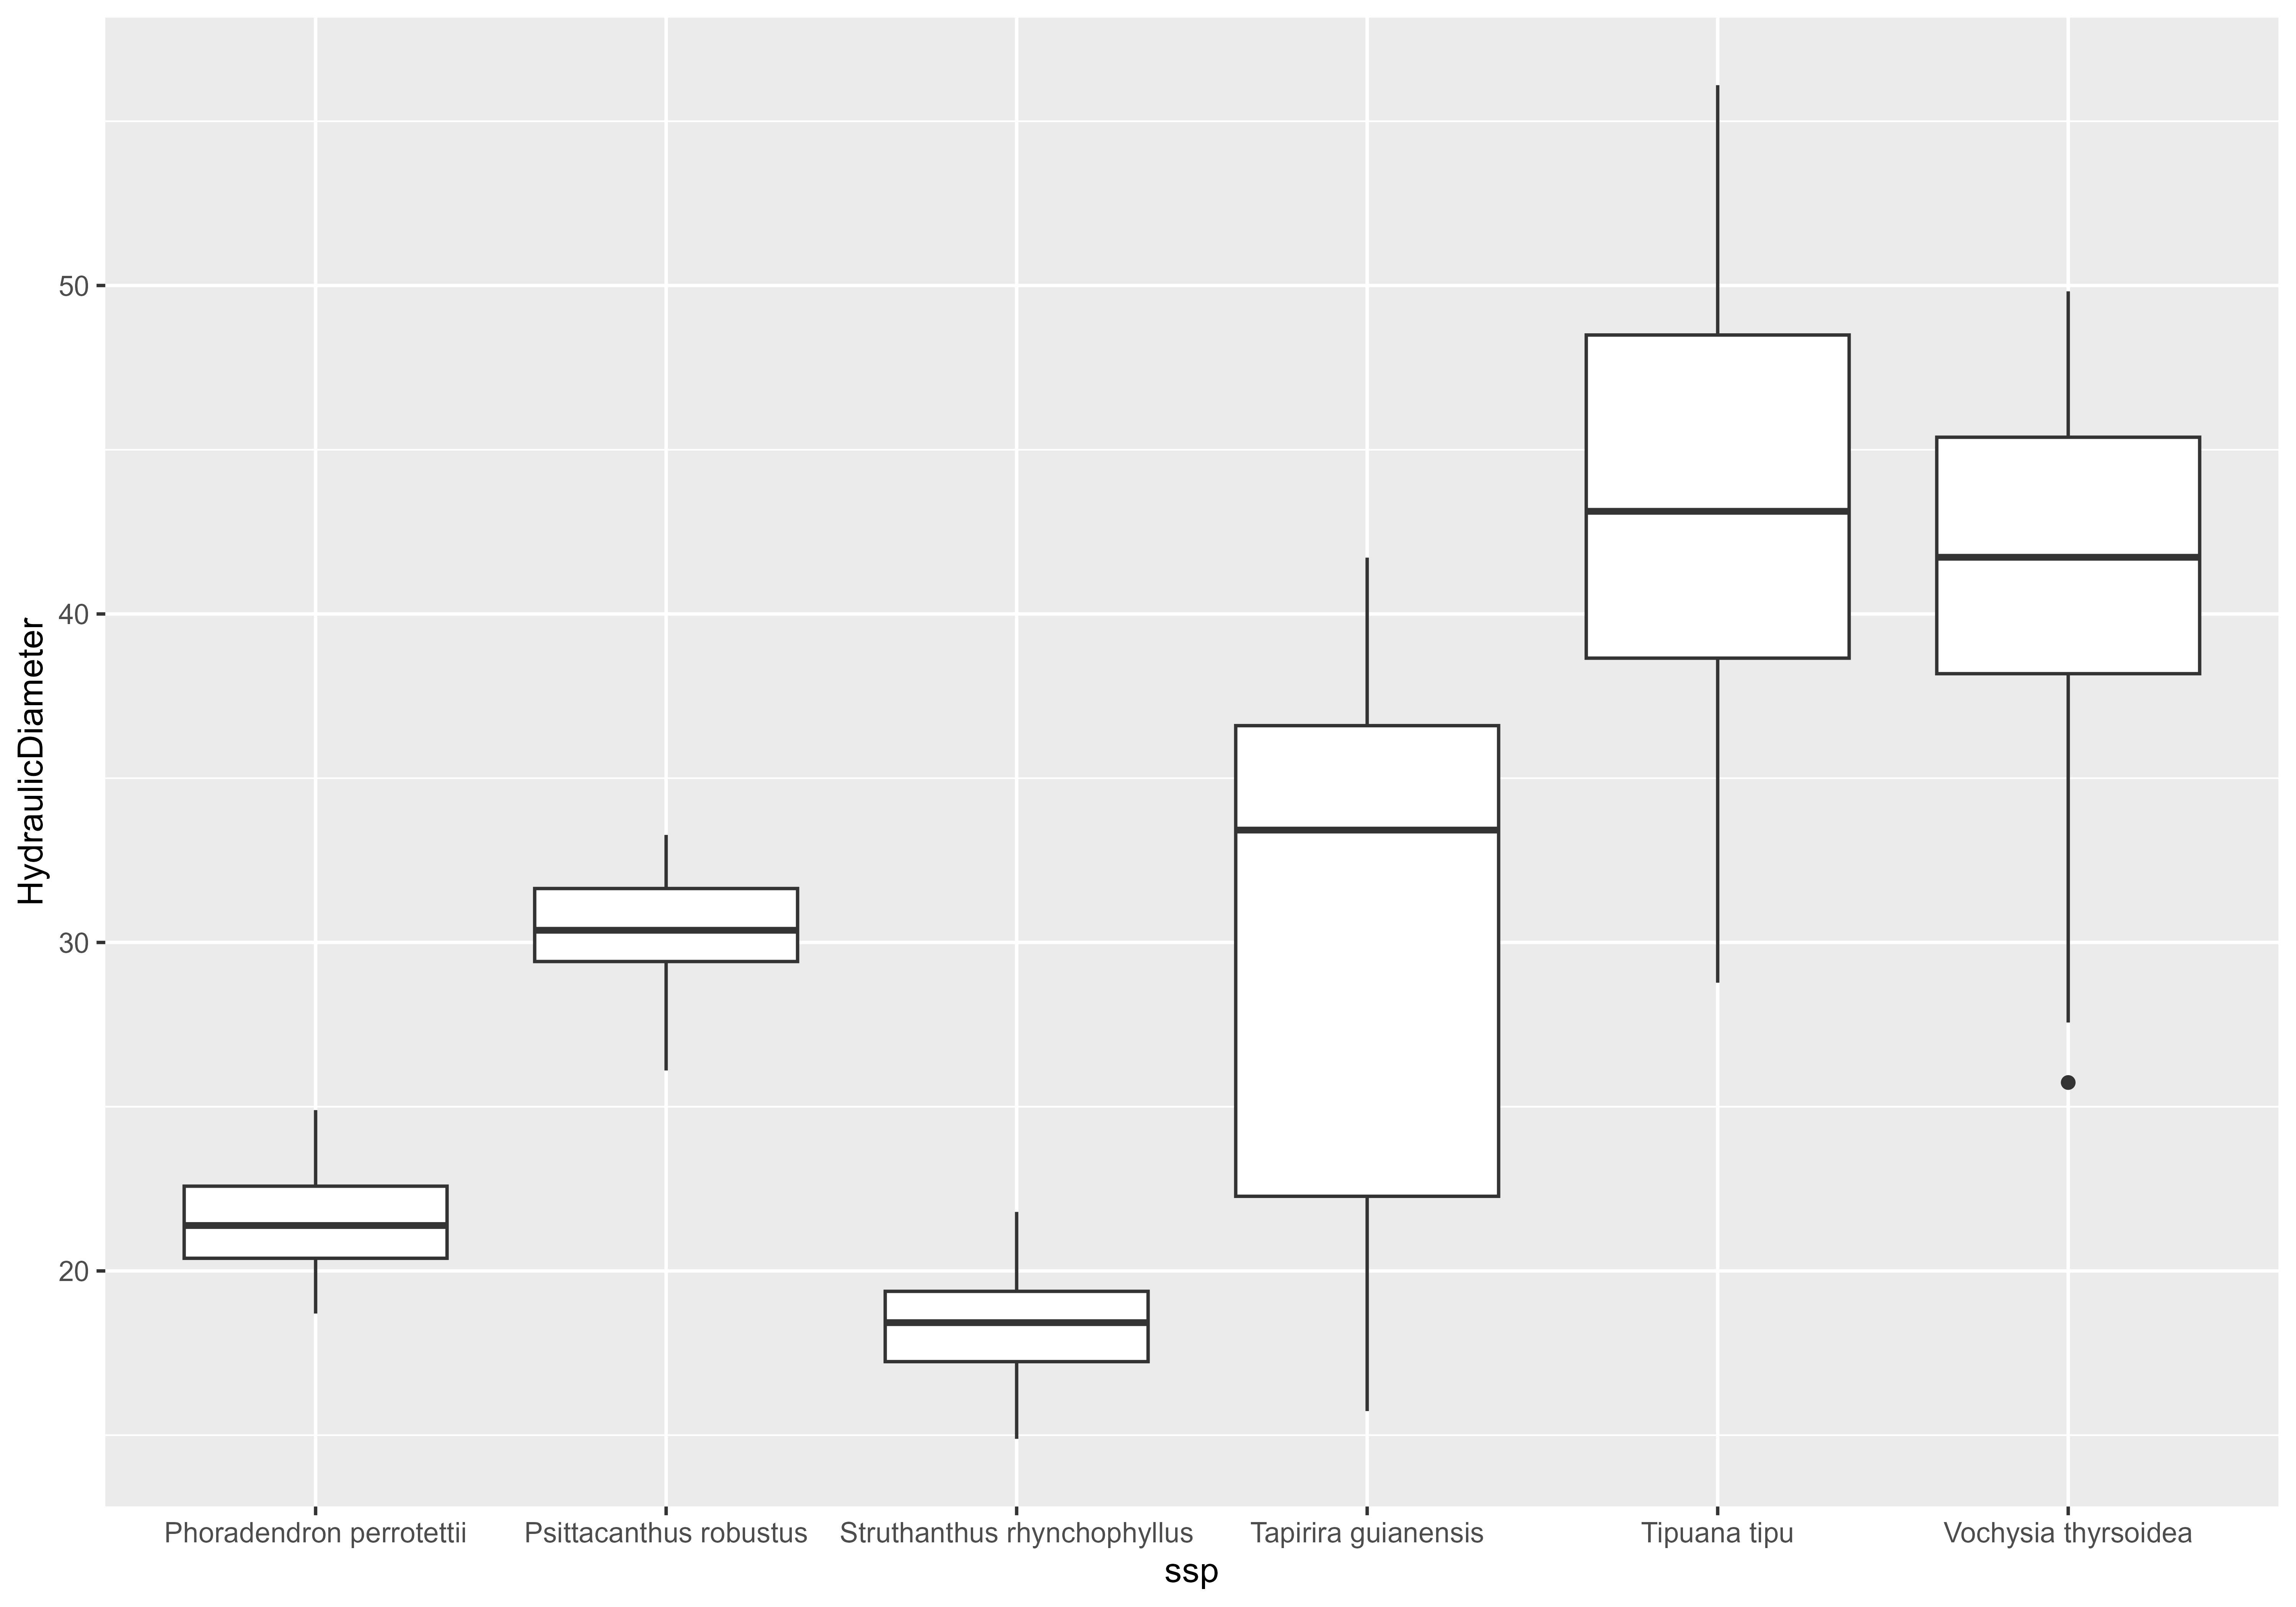 HydraulicDiameter
50
40
30
20
Phoradendron perrotettii
Psittacanthus robustus
Struthanthus rhynchophyllus
Tapirira guianensis
Tipuana tipu
Vochysia thyrsoidea
ssp